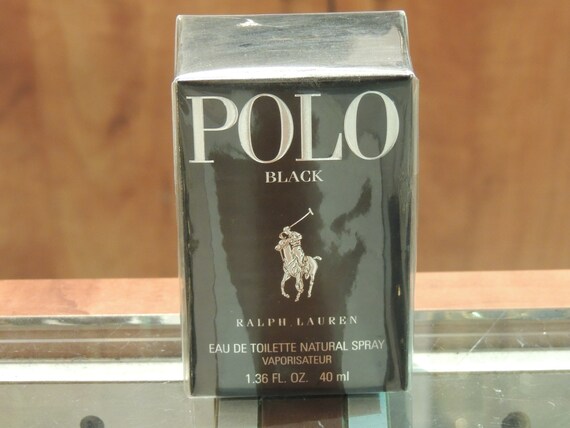 POLO
BLACK
RALPH LAUREN
EAU DE TOILETTE NATURAL SPRAY
VAPORISATEUR
1.36 FL. OZ. 40 ml